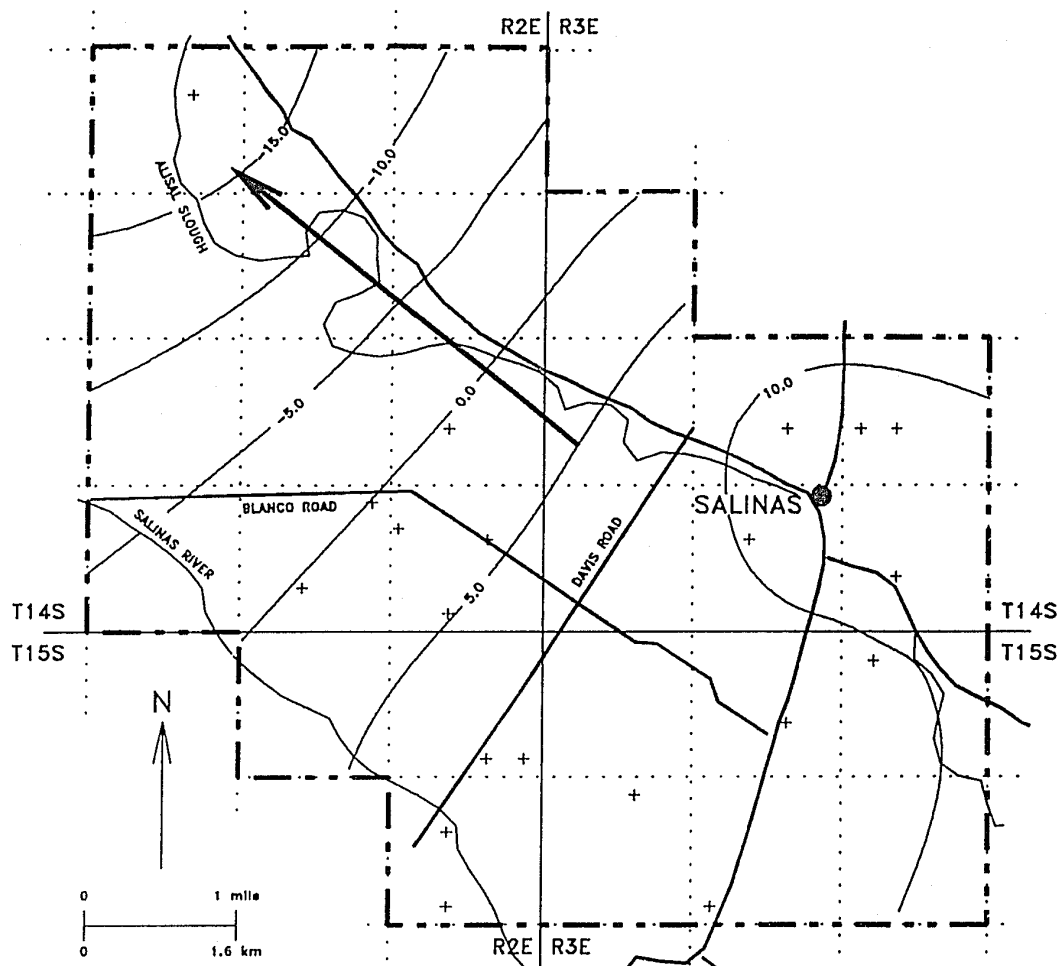 R2E R3E
-15.0
-10.0
ALISAL SLOUGH
10.0
0.0
-5.0
SALINAS
BLANCO ROAD
SALINAS RIVER
DAVIS ROAD
5.0
T14S T14S
T15S T15S
N
0 1 mile
0 1.6 km
R2E R3E